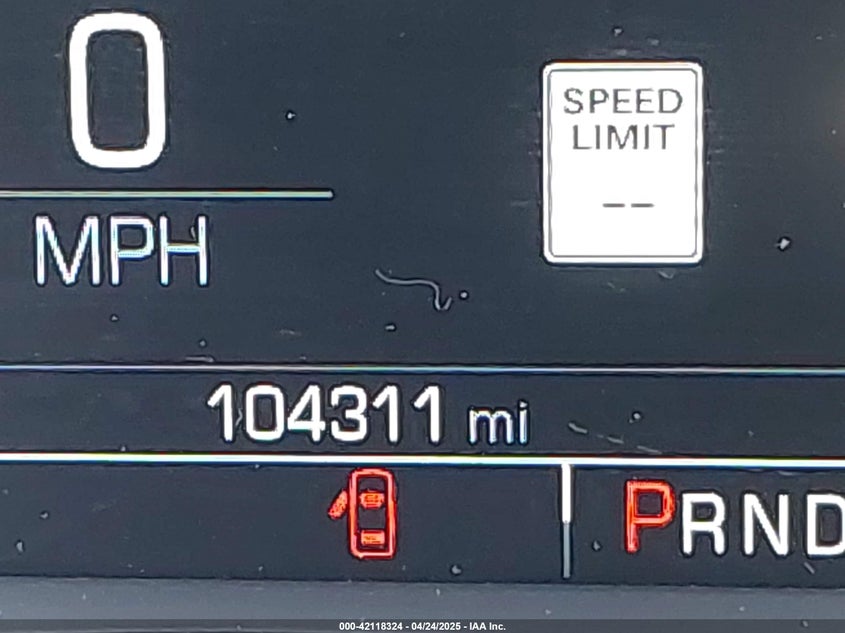 0
MPH
SPEED
LIMIT
--
104311 mi
PRND
000-42118324 - 04/24/2025 - IAA Inc.